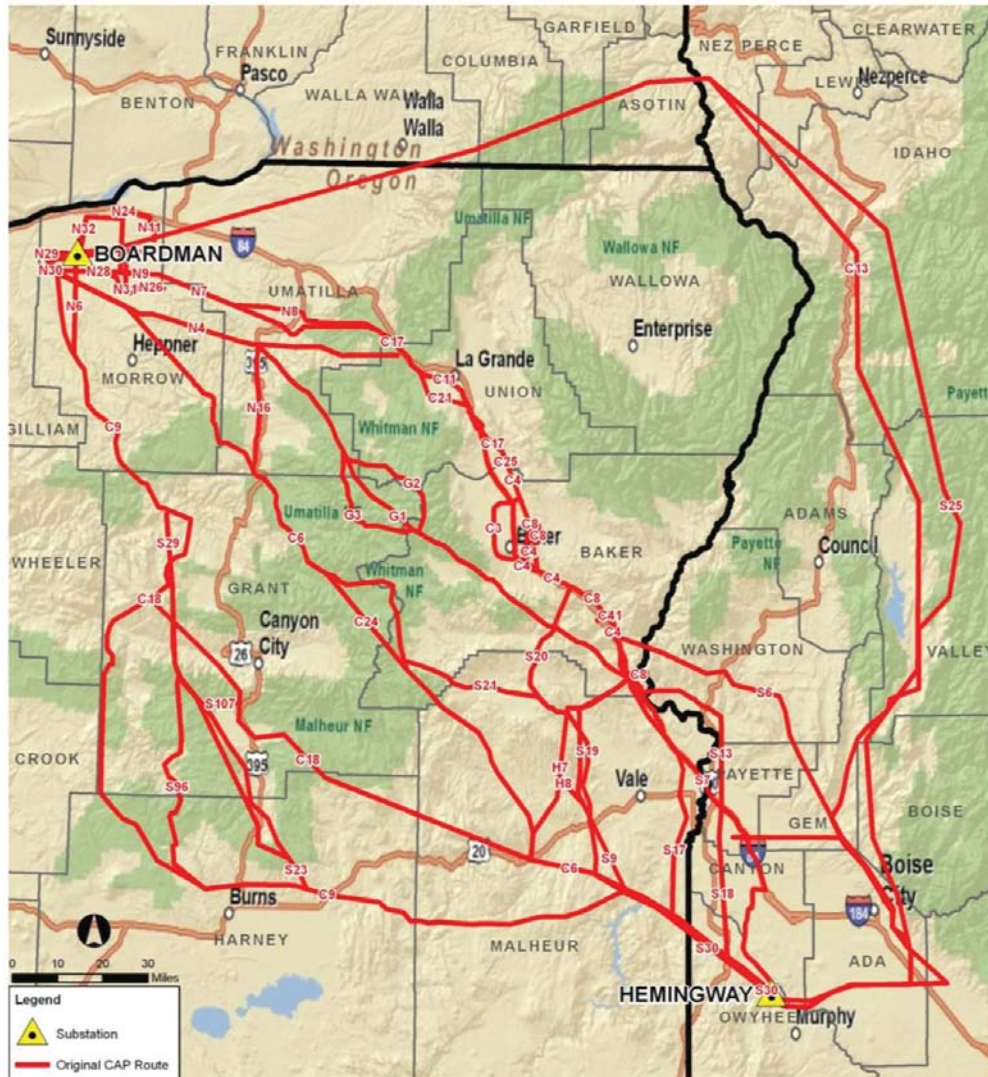 GARFIELD
CLEARWATER
Sunnyside
FRANKLIN
COLUMBIA
NEZ PERCE
Pasco
LEWIS
Nezperce
BENTON
WALLA WALLA
Walla
Walla
ASOTIN
Washington
Oregon
IDAHO
N24
N32
N11
Umatilla NF
84
Wallowa NF
N29
BOARDMAN
WALLOWA
C13
N30
N28
N9
N31
N26
N6
N7
UMATILLA
N8
Enterprise
N4
C17
Heppner
395
La Grande
MORROW
C11
UNION
Payette
C21
N16
GILLIAM
C9
Whitman NF
C17
C25
G2
C4
S25
Umatilla NF
G3
G1
C3
C8
C8
ADAMS
C6
Baker
C4
BAKER
Payette
NF
Council
S29
C4
C4
WHEELER
Whitman
NF
GRANT
C8
C18
C41
Canyon
City
C24
C4
WASHINGTON
VALLEY
26
S20
C8
S21
S6
S107
Malheur NF
CROOK
395
C18
S19
S13
H7
S96
H8
Vale
S7
PAYETTE
GEM
BOISE
20
S17
S9
C6
CANYON
Boise
City
S23
S18
184
Burns
C9
HARNEY
MALHEUR
S30
ADA
0 10 20 30
Miles
HEMINGWAY
S30
OWYHEE
Murphy
Legend
Substation
Original CAP Route